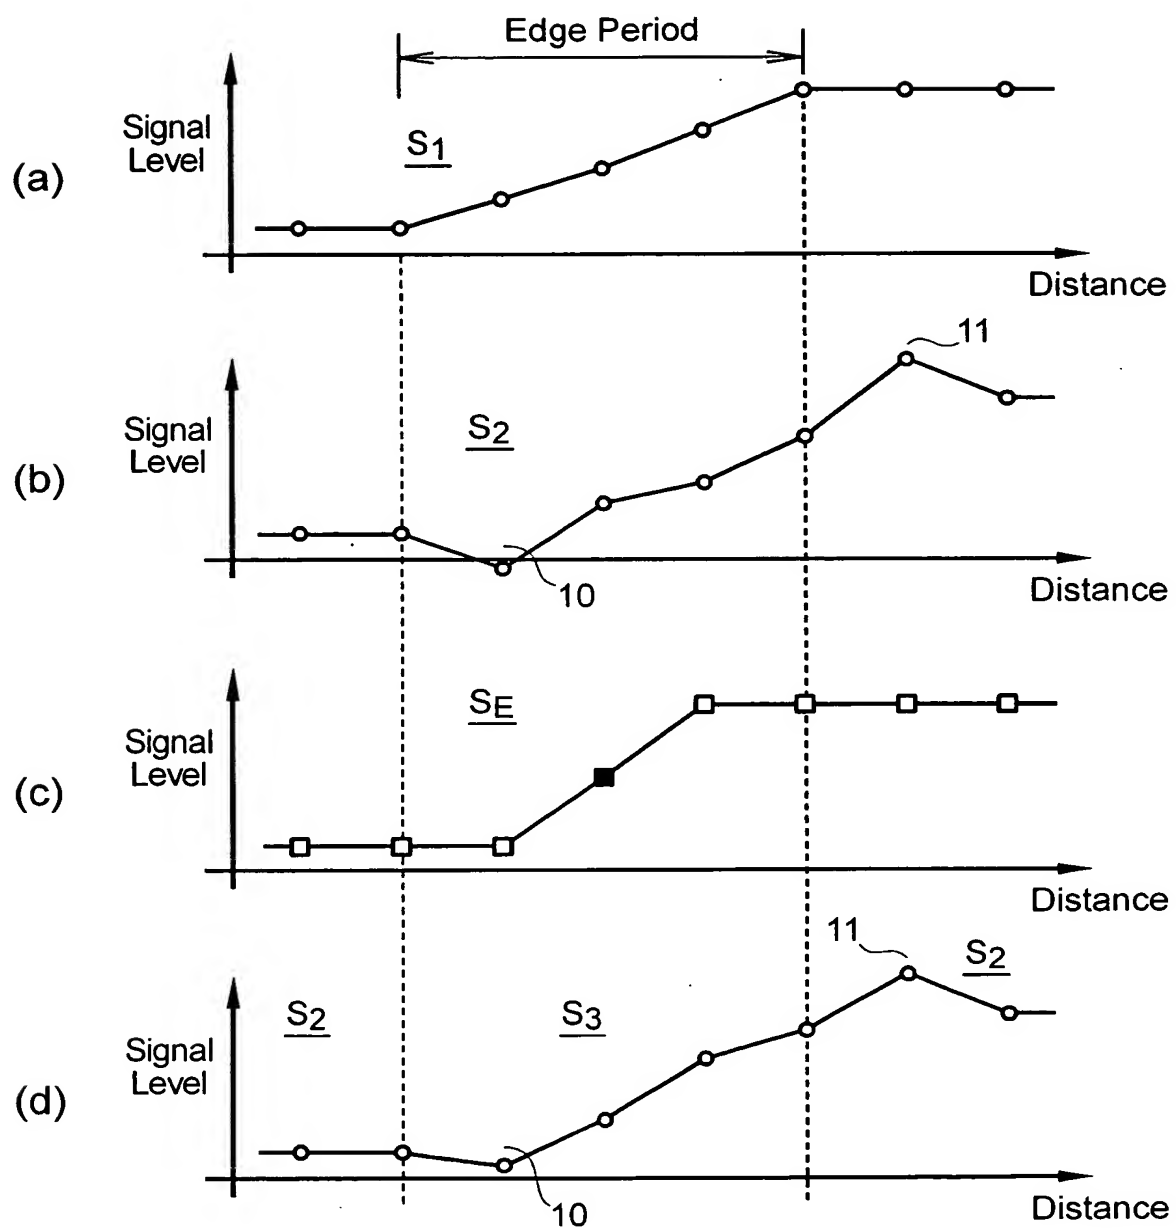 Edge Period
(a)
Signal
Level
S1
Distance
(b)
Signal
Level
S2
11
10
Distance
(c)
Signal
Level
SE
Distance
(d)
Signal
Level
S2
S3
11
S2
10
Distance